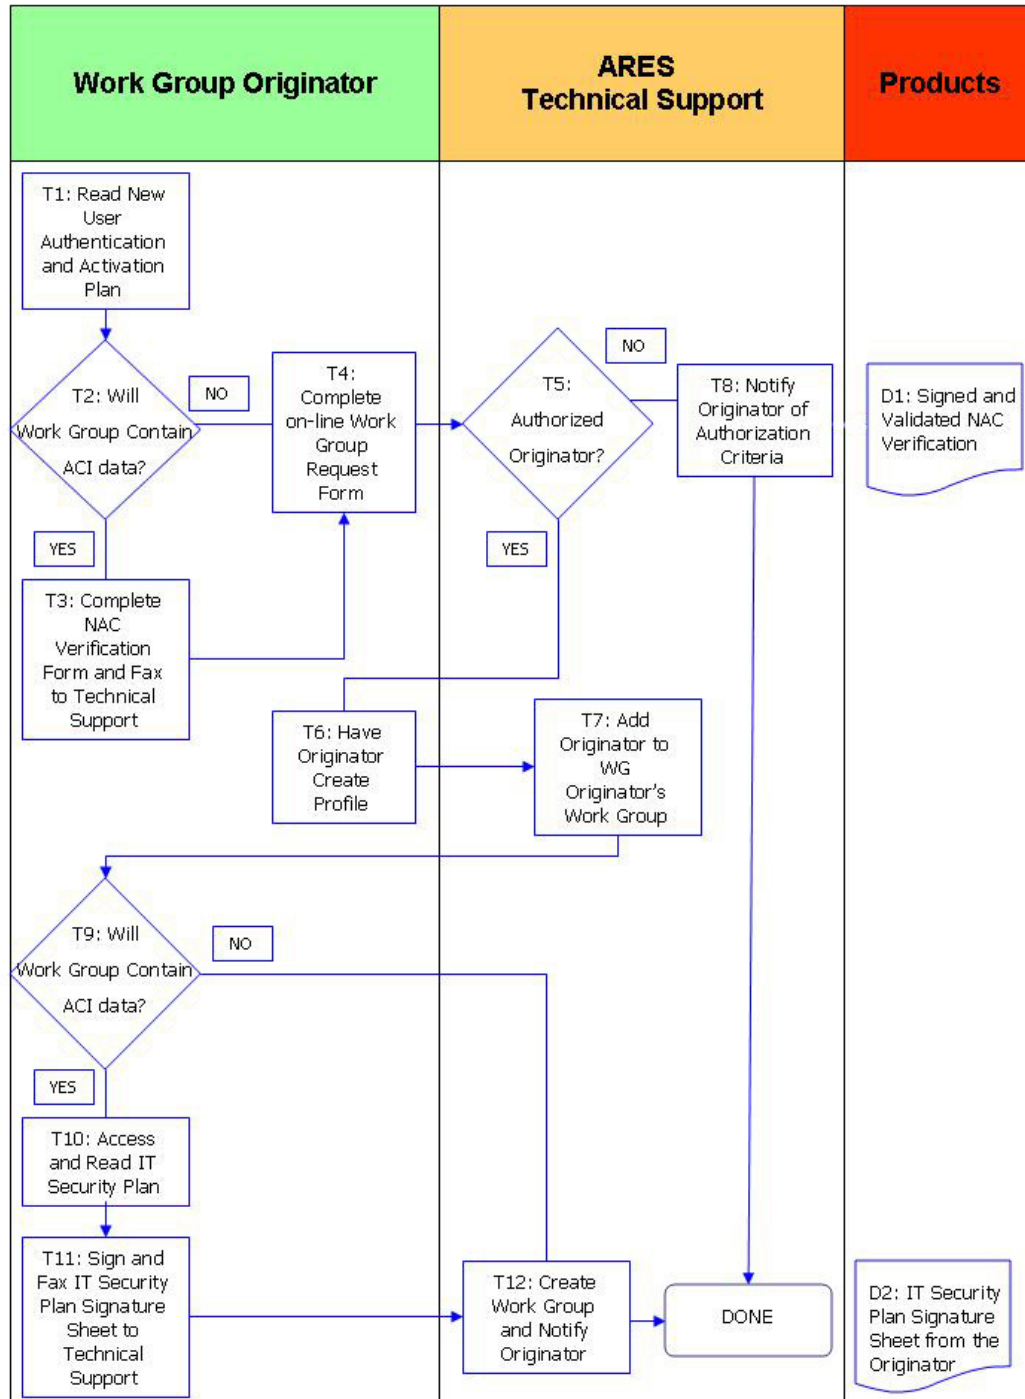 Work Group Originator
ARES
Technical Support
Products
T1: Read New
User
Authentication
and Activation
Plan
T2: Will
Work Group Contain
ACI data?
NO
T4:
Complete
on-line Work
Group
Request
Form
T5:
Authorized
Originator?
NO
T8: Notify
Originator of
Authorization
Criteria
D1: Signed and
Validated NAC
Verification
YES
YES
T3: Complete
NAC
Verification
Form and Fax
to Technical
Support
T6: Have
Originator
Create
Profile
T7: Add
Originator to
WG
Originator's
Work Group
T9: Will
Work Group Contain
ACI data?
NO
YES
T10: Access
and Read IT
Security Plan
T11: Sign and
Fax IT Security
Plan Signature
Sheet to
Technical
Support
T12: Create
Work Group
and Notify
Originator
DONE
D2: IT Security
Plan Signature
Sheet from the
Originator